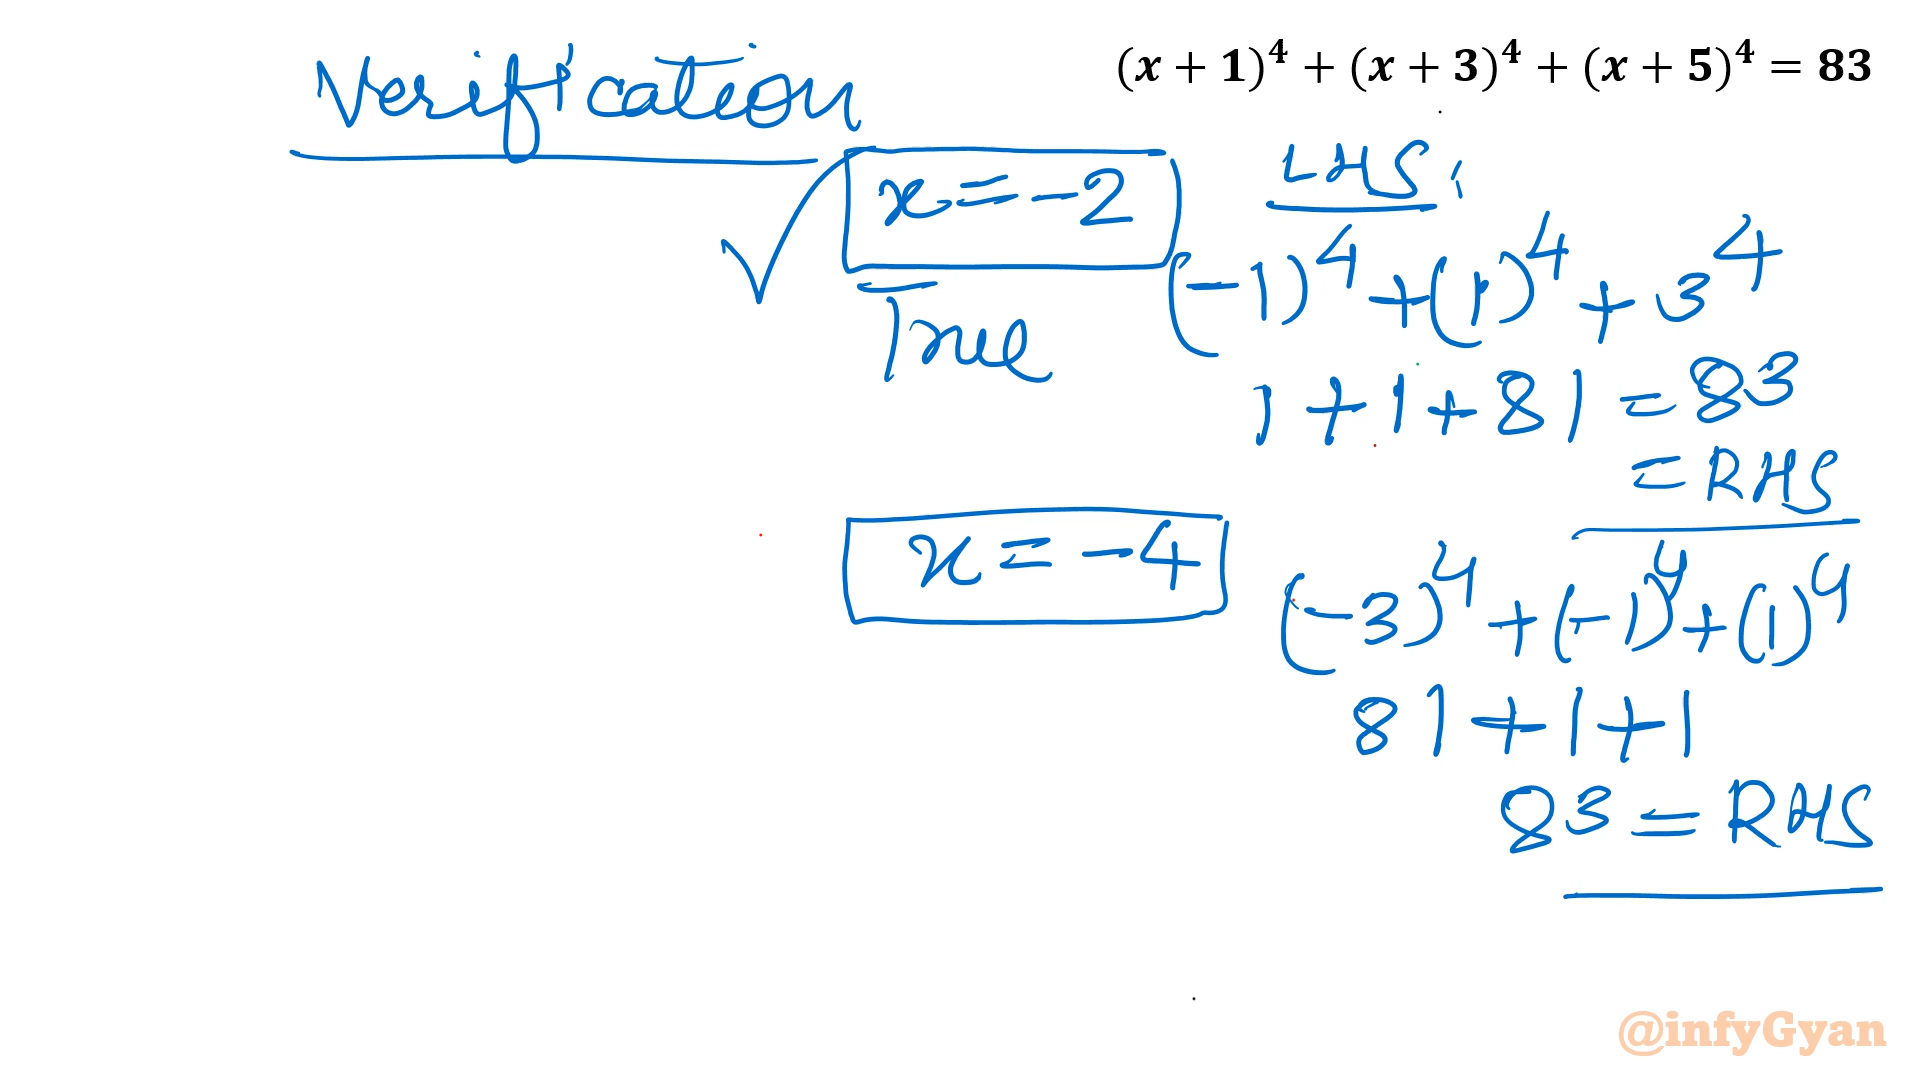 (x + 1)⁴ + (x + 3)⁴ + (x + 5)⁴ = 83
Verification
x = -2
True
LHS:
(-1)⁴ + (1)⁴ + 3⁴
1 + 1 + 81 = 83
= RHS
x = -4
(-3)⁴ + (-1)⁴ + (1)⁴
81 + 1 + 1
83 = RHS
@infyGyan